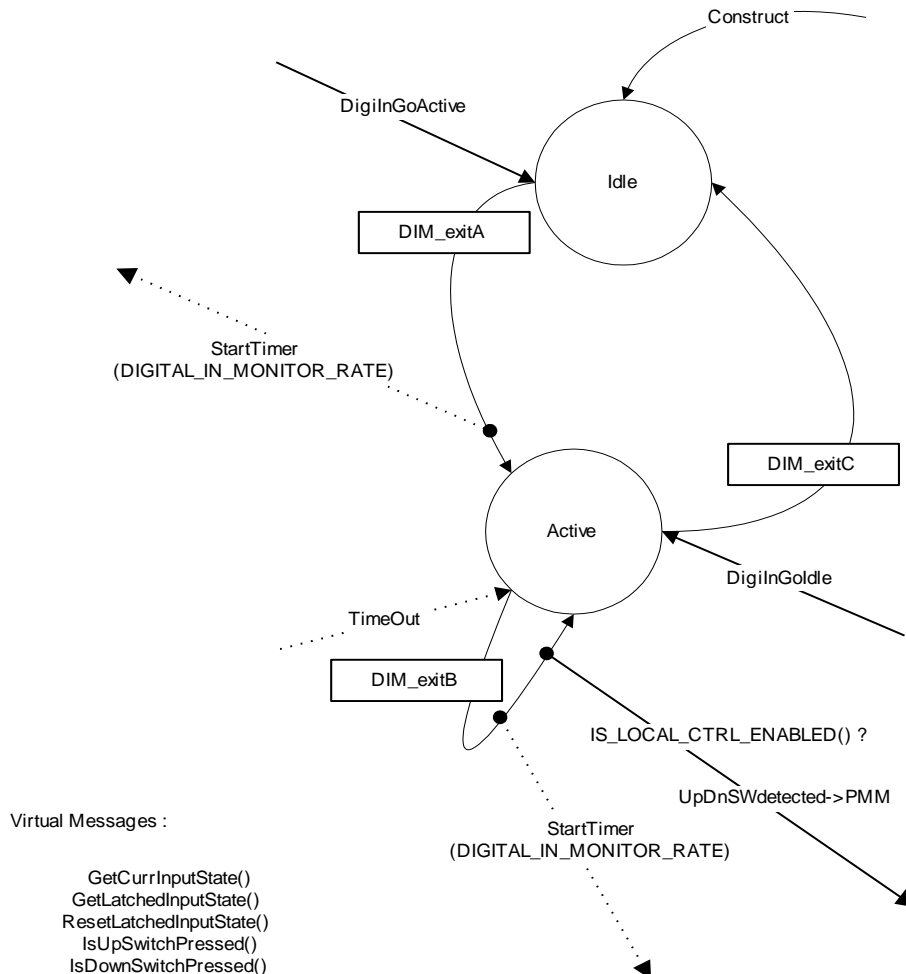 Construct
DigiInGoActive
Idle
DIM_exitA
StartTimer
(DIGITAL_IN_MONITOR_RATE)
DIM_exitC
Active
DigiInGoIdle
TimeOut
DIM_exitB
IS_LOCAL_CTRL_ENABLED() ?
UpDnSWdetected->PMM
StartTimer
(DIGITAL_IN_MONITOR_RATE)
Virtual Messages :
GetCurrInputState()
GetLatchedInputState()
ResetLatchedInputState()
IsUpSwitchPressed()
IsDownSwitchPressed()